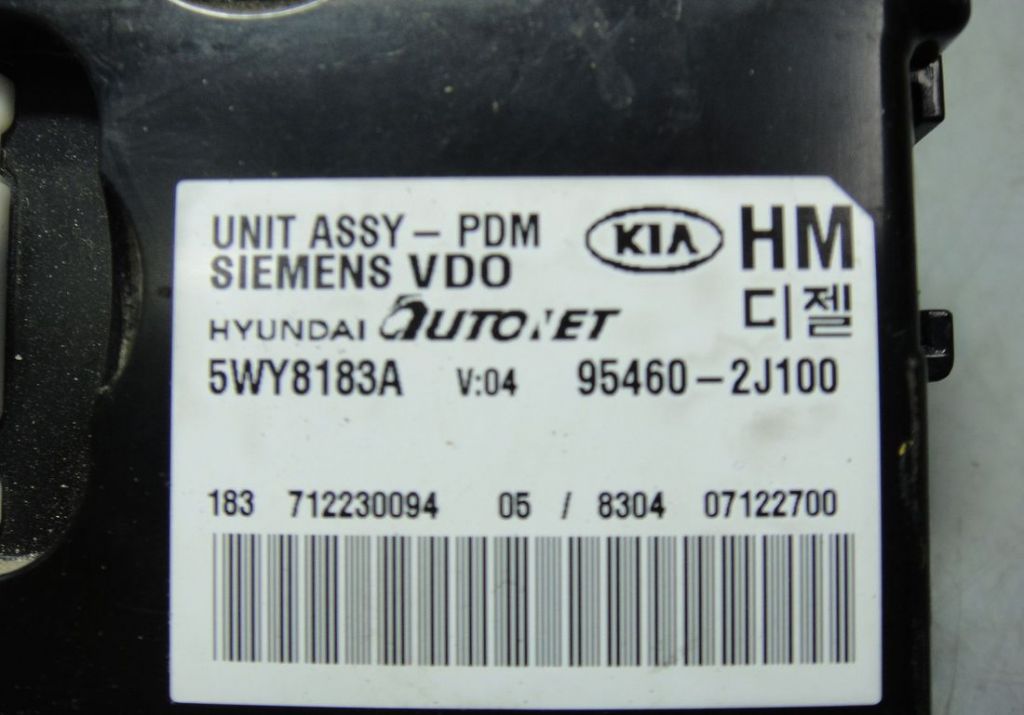 UNIT ASSY – PDM KIA HM
SIEMENS VDO
HYUNDAI AUTONET 디젤
5WY8183A V:04 95460–2J100
183 712230094 05 / 8304 07122700